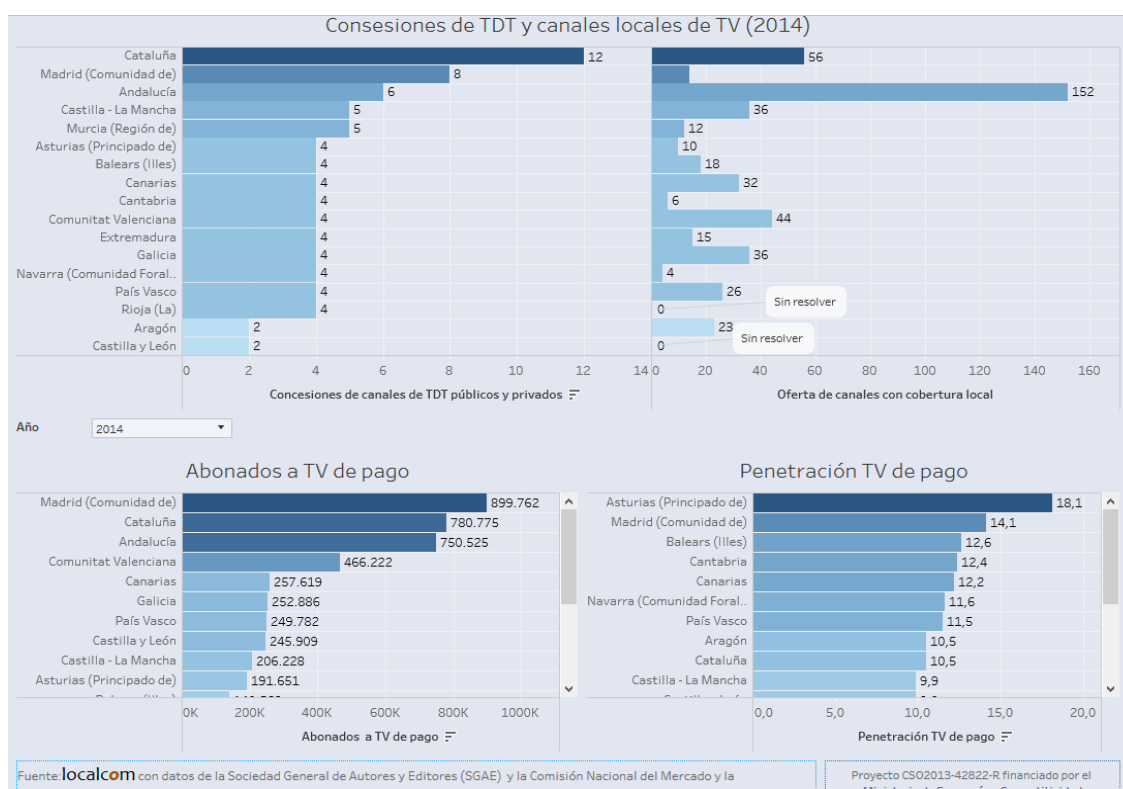 Consesiones de TDT y canales locales de TV (2014)
Cataluña 12 56
Madrid (Comunidad de) 8
Andalucía 6 152
Castilla - La Mancha 5 36
Murcia (Región de) 5 12
Asturias (Principado de) 4 10
Balears (Illes) 4 18
Canarias 4 32
Cantabria 4 6
Comunitat Valenciana 4 44
Extremadura 4 15
Galicia 4 36
Navarra (Comunidad Foral.. 4 4
País Vasco 4 26
Rioja (La) 4 0 Sin resolver
Aragón 2 23
Castilla y León 2 0 Sin resolver
0 2 4 6 8 10 12 14 0 20 40 60 80 100 120 140 160
Concesiones de canales de TDT públicos y privados Oferta de canales con cobertura local
Año 2014
Abonados a TV de pago
Madrid (Comunidad de) 899.762
Cataluña 780.775
Andalucía 750.525
Comunitat Valenciana 466.222
Canarias 257.619
Galicia 252.886
País Vasco 249.782
Castilla y León 245.909
Castilla - La Mancha 206.228
Asturias (Principado de) 191.651
0K 200K 400K 600K 800K 1000K
Abonados a TV de pago
Penetración TV de pago
Asturias (Principado de) 18,1
Madrid (Comunidad de) 14,1
Balears (Illes) 12,6
Cantabria 12,4
Canarias 12,2
Navarra (Comunidad Foral.. 11,6
País Vasco 11,5
Aragón 10,5
Cataluña 10,5
Castilla - La Mancha 9,9
0,0 5,0 10,0 15,0 20,0
Penetración TV de pago
Fuente:localcom con datos de la Sociedad General de Autores y Editores (SGAE) y la Comisión Nacional del Mercado y la
Proyecto CSO2013-42822-R financiado por el